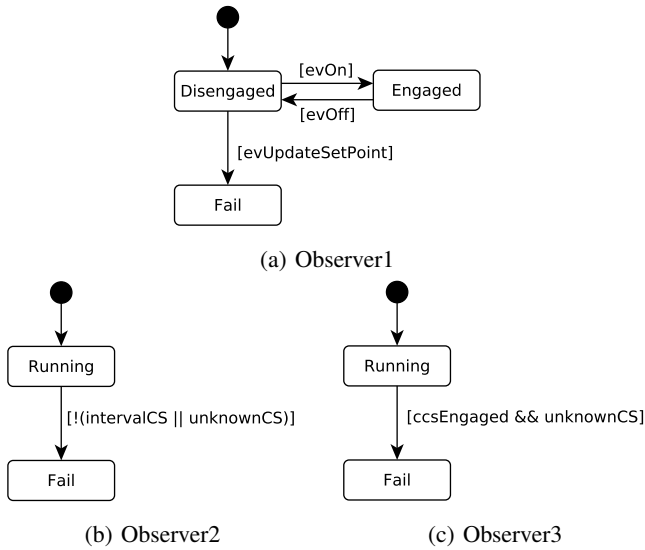 [evOn]
Disengaged
Engaged
[evOff]
[evUpdateSetPoint]
Fail
(a) Observer1
Running
[!(intervalCS || unknownCS)]
Fail
(b) Observer2
Running
[ccsEngaged && unknownCS]
Fail
(c) Observer3